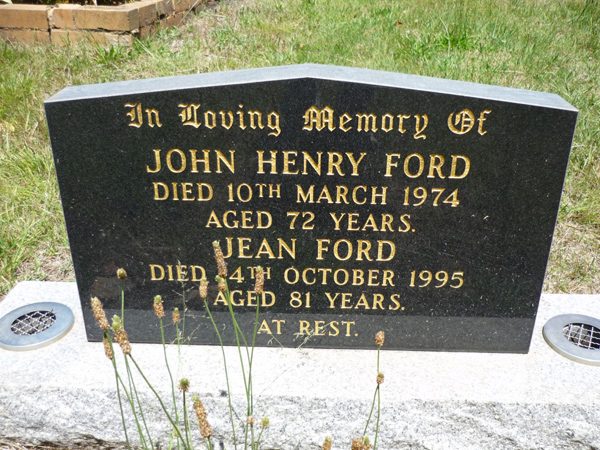 In Loving Memory Of
JOHN HENRY FORD
DIED 10TH MARCH 1974
AGED 72 YEARS.
JEAN FORD
DIED OCTOBER 1995
AGED 81 YEARS.
AT REST.